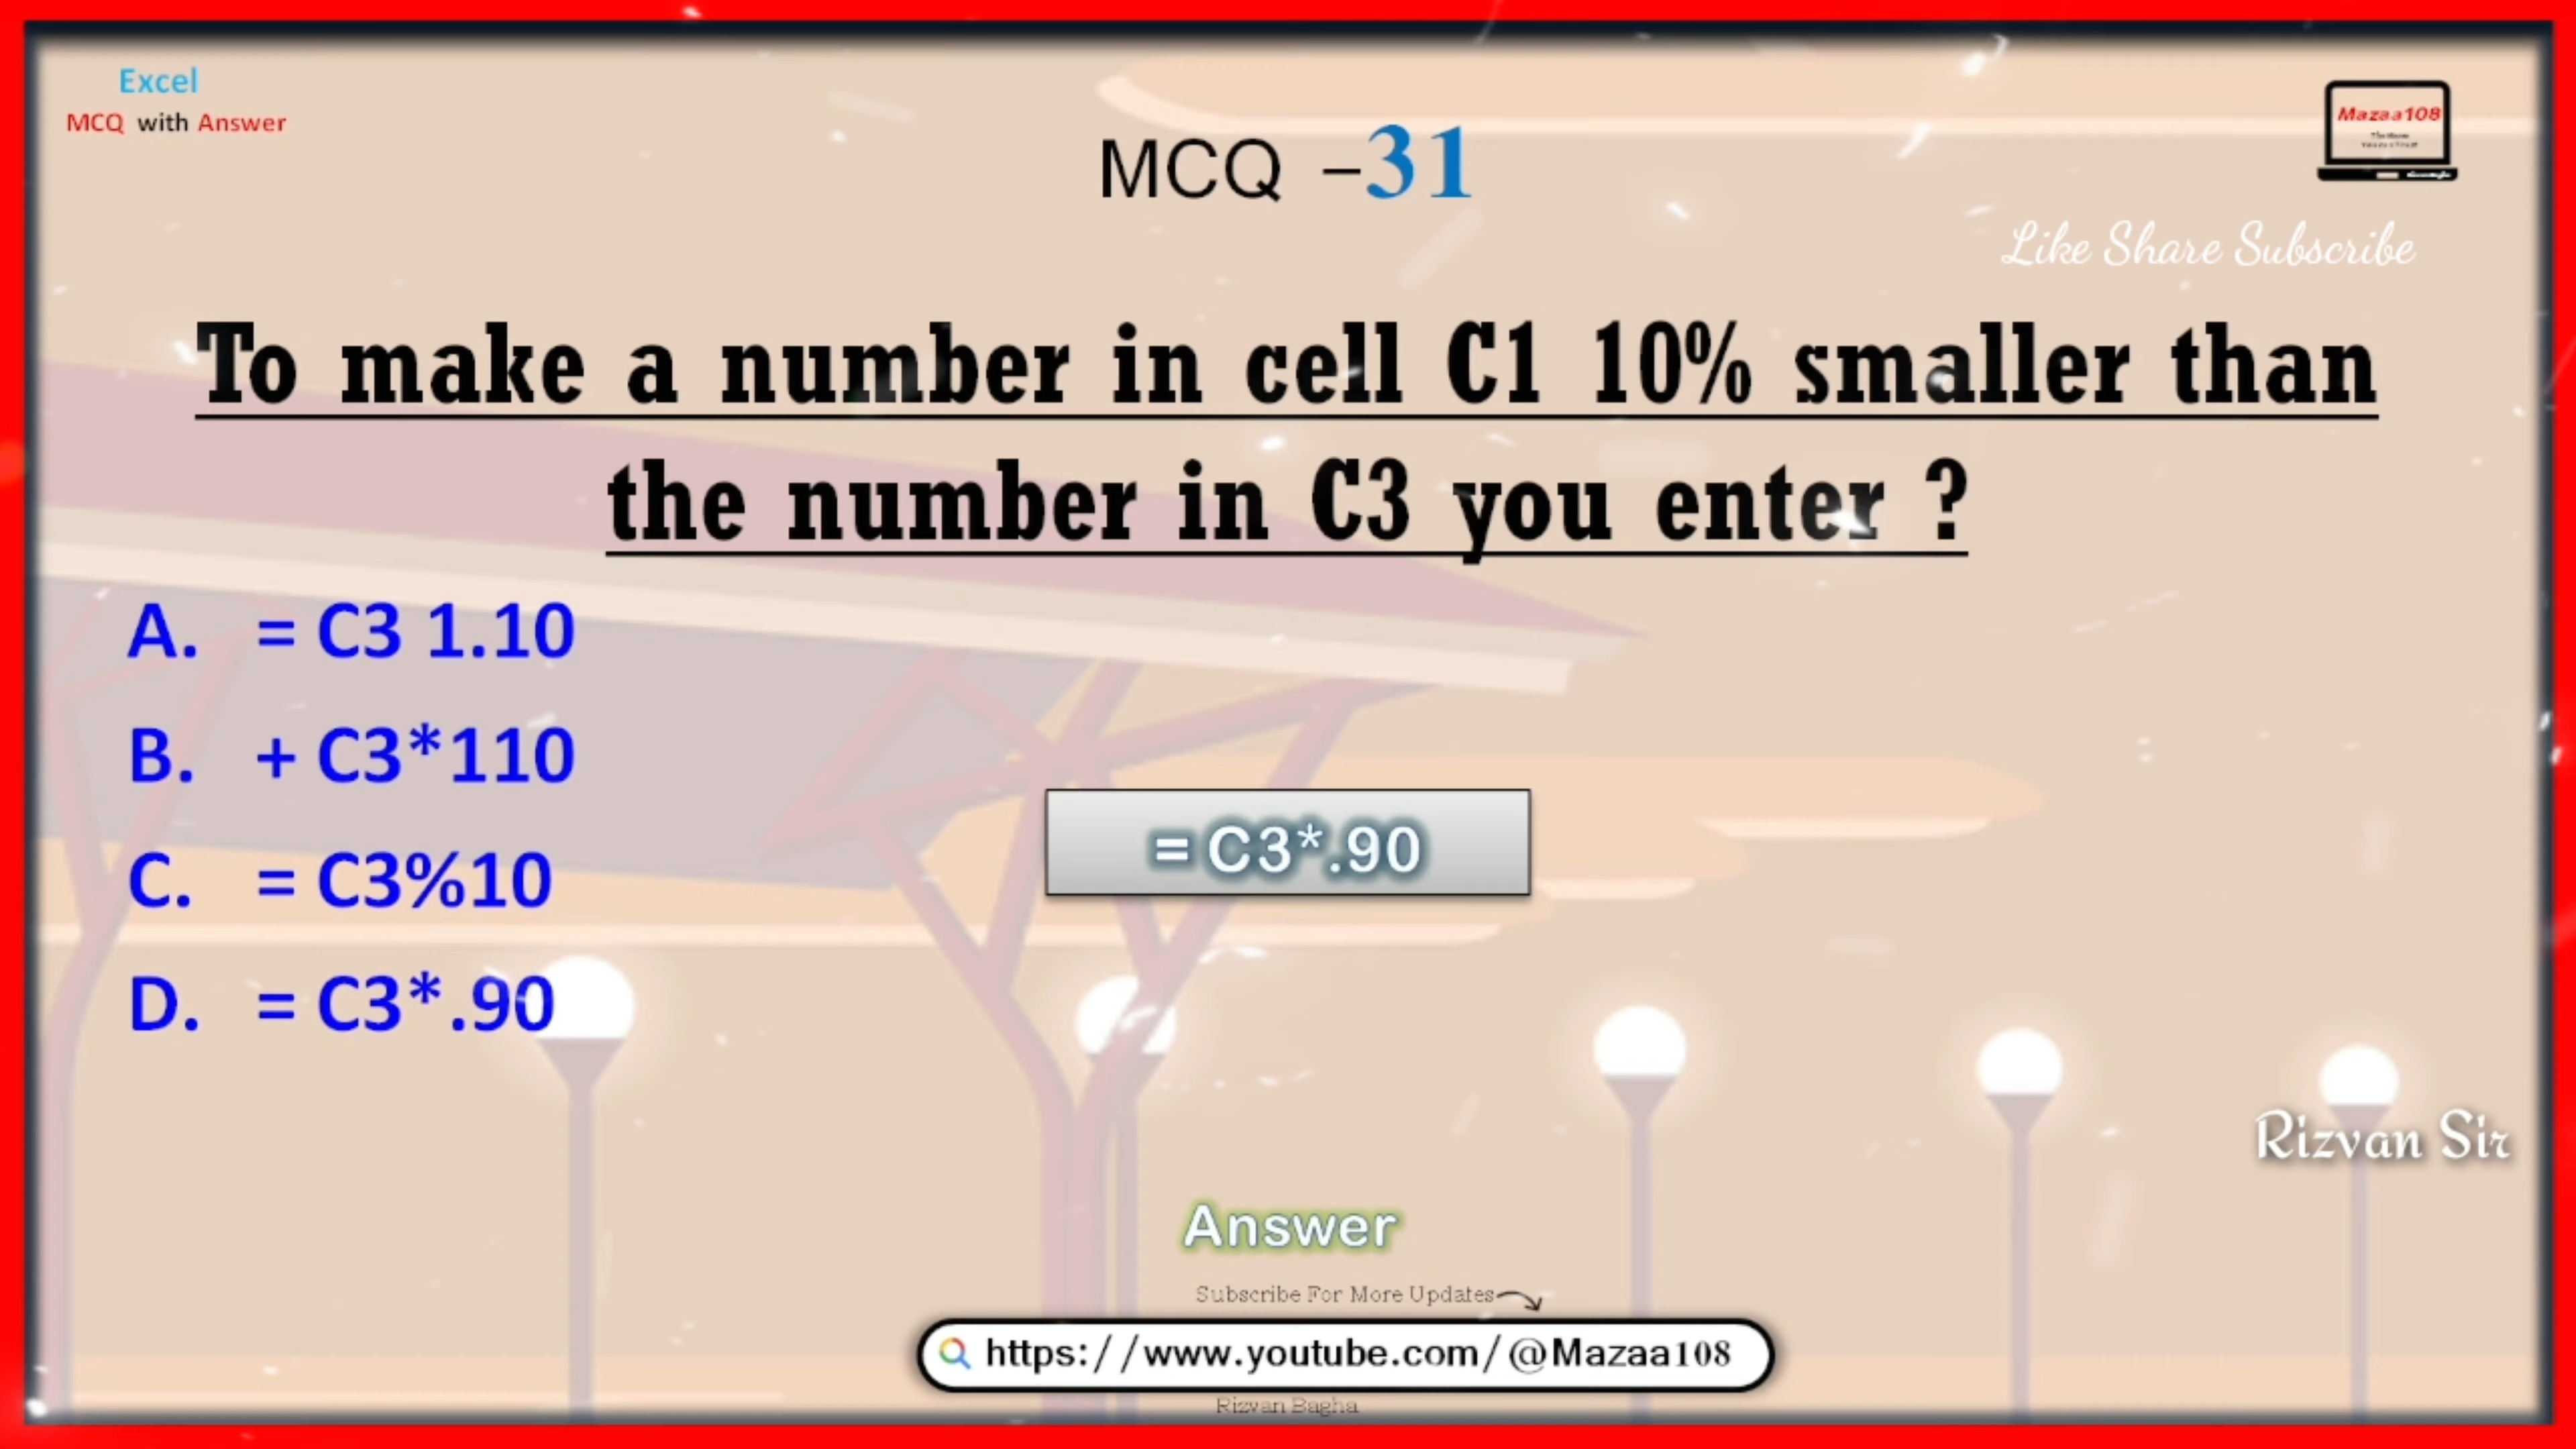 Excel
MCQ with Answer
MCQ –31
Mazaa108
Like Share Subscribe
To make a number in cell C1 10% smaller than
the number in C3 you enter ?
A. = C3 1.10
B. + C3*110
C. = C3%10
D. = C3*.90
= C3*.90
Rizvan Sir
Answer
Subscribe For More Updates
https://www.youtube.com/@Mazaa108
Rizvan Bagha